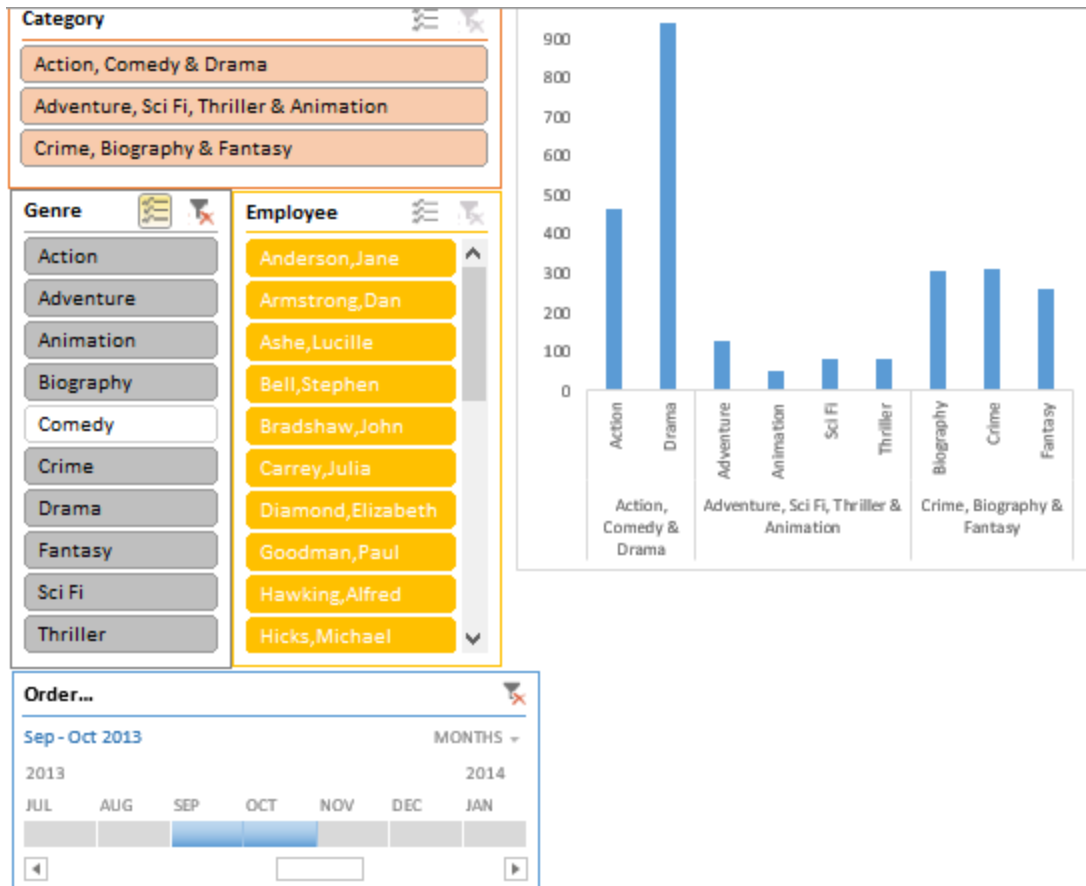 Category
Action, Comedy & Drama
Adventure, Sci Fi, Thriller & Animation
Crime, Biography & Fantasy
Genre
Action
Adventure
Animation
Biography
Comedy
Crime
Drama
Fantasy
Sci Fi
Thriller
Employee
Anderson,Jane
Armstrong,Dan
Ashe,Lucille
Bell,Stephen
Bradshaw,John
Carrey,Julia
Diamond,Elizabeth
Goodman,Paul
Hawking,Alfred
Hicks,Michael
Order...
Sep - Oct 2013 MONTHS
2013 2014
JUL AUG SEP OCT NOV DEC JAN
900
800
700
600
500
400
300
200
100
0
Action
Drama
Adventure
Animation
Sci Fi
Thriller
Biography
Crime
Fantasy
Action,
Comedy &
Drama
Adventure, Sci Fi, Thriller &
Animation
Crime, Biography &
Fantasy